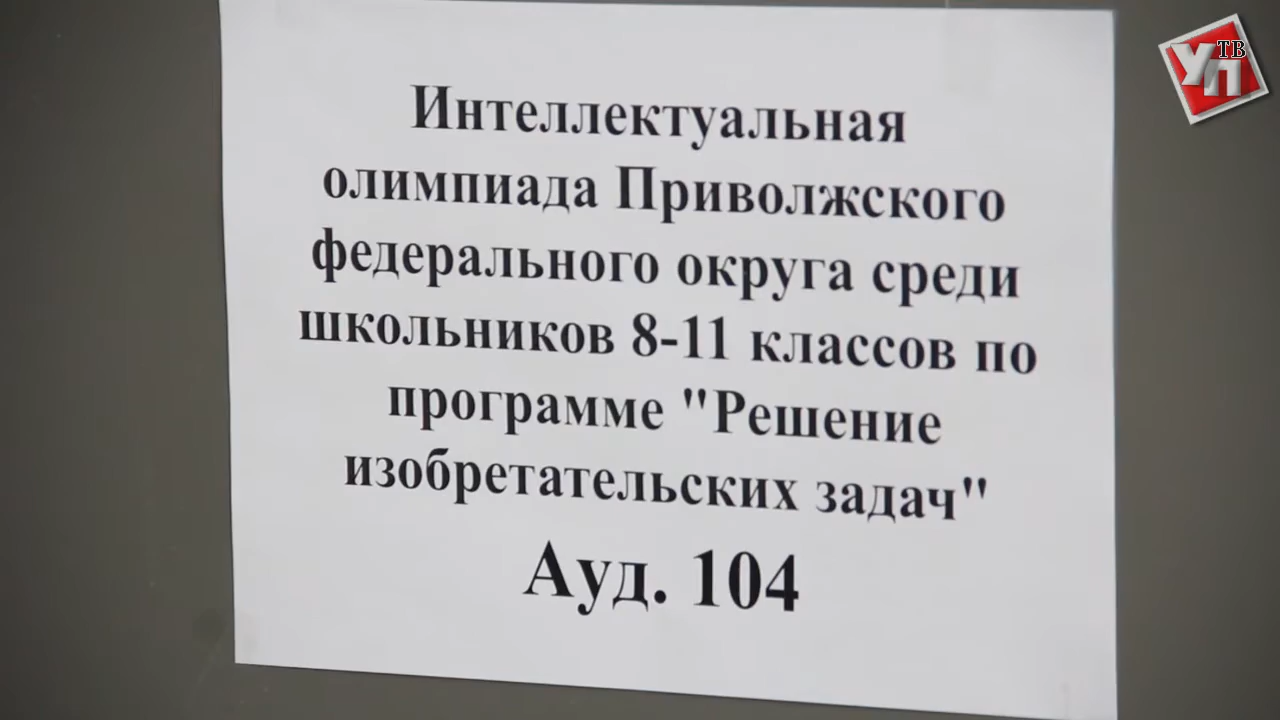 Интеллектуальная
олимпиада Приволжского
федерального округа среди
школьников 8-11 классов по
программе "Решение
изобретательских задач"
Ауд. 104
УП ТВ